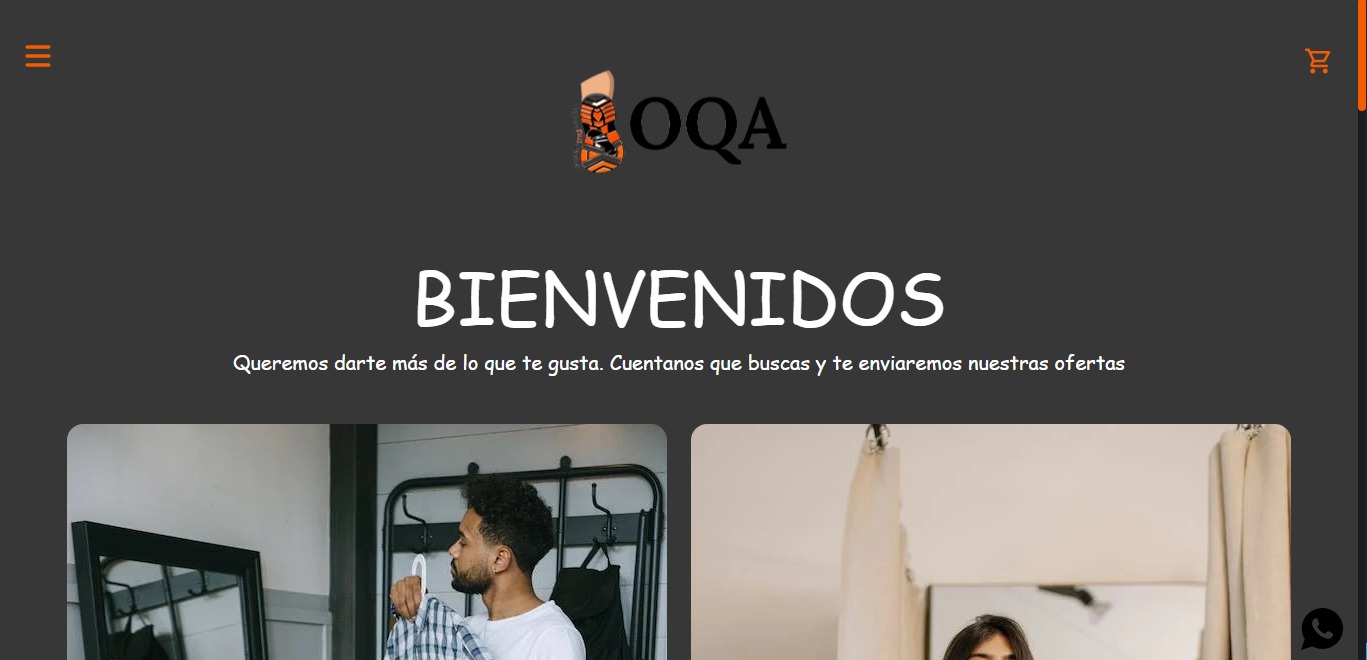 OQA
BIENVENIDOS
Queremos darte más de lo que te gusta. Cuentanos que buscas y te enviaremos nuestras ofertas